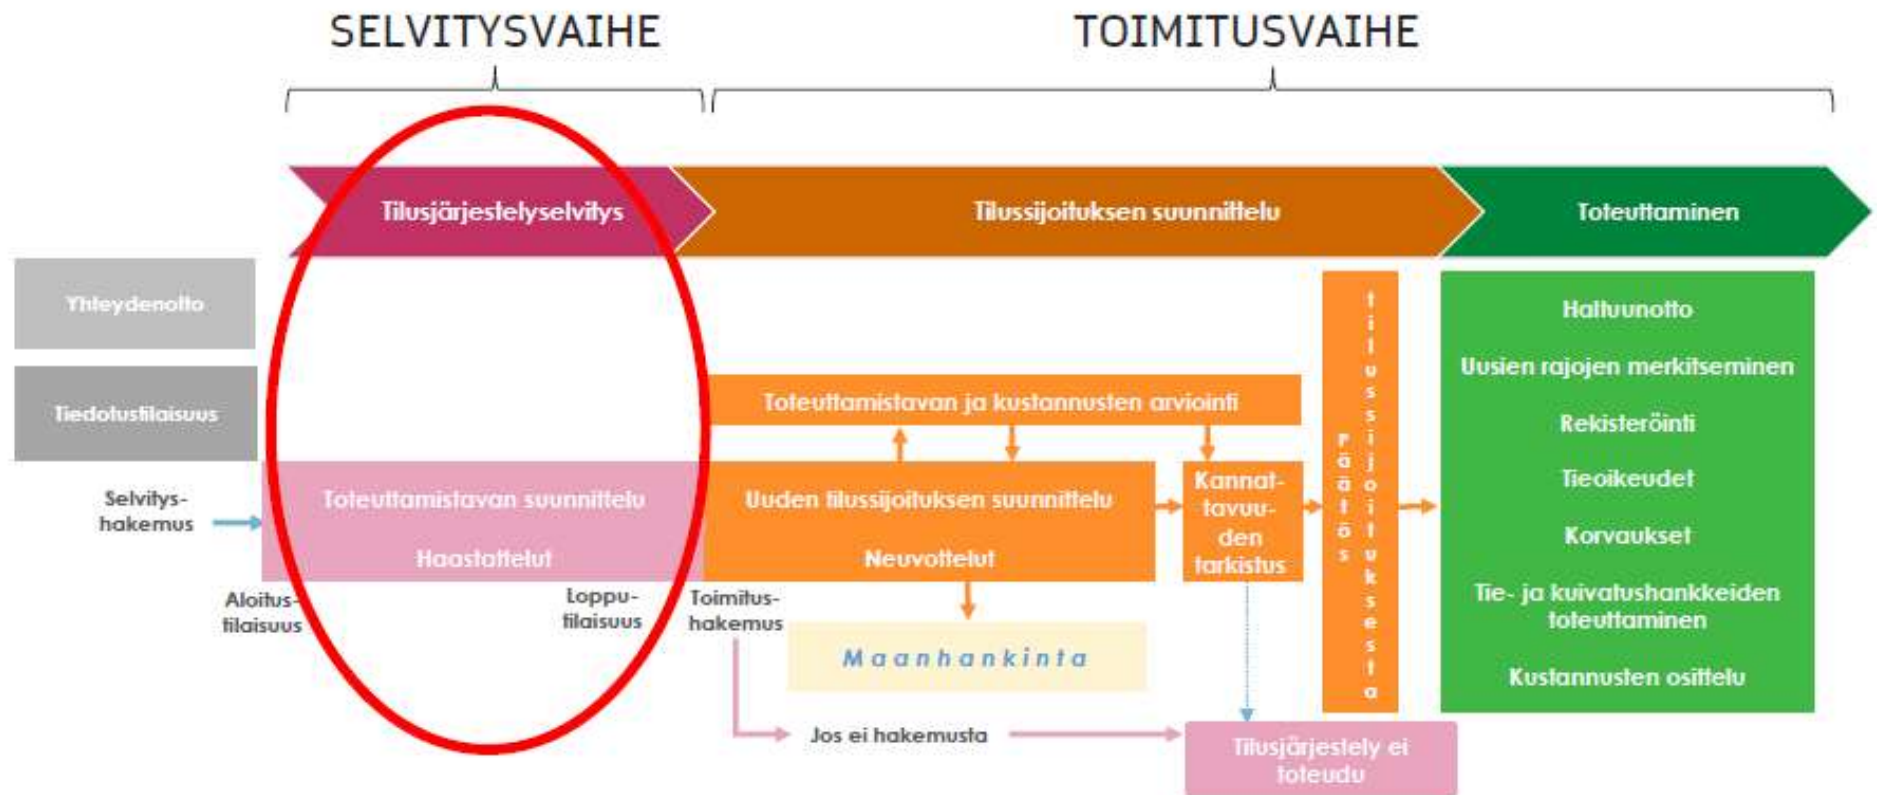 SELVITYSVAIHE
TOIMITUSVAIHE
Tilusjärjestelyselvitys
Tilussijoituksen suunnittelu
Toteuttaminen
Yhteydenotto
Tiedotustilaisuus
Selvitys-
hakemus
Aloitus-
tilaisuus
Toteuttamistavan suunnittelu
Haastattelut
Loppu-
tilaisuus
Toimitus-
hakemus
Toteuttamistavan ja kustannusten arviointi
Uuden tilussijoituksen suunnittelu
Neuvottelut
Maanhankinta
Jos ei hakemusta
Kannat-
tavuu-
den
tarkistus
Tilusjärjestely ei
toteudu
Päätös
tilussijoituksesta
Haltuunotto
Uusien rajojen merkitseminen
Rekisteröinti
Tieoikeudet
Korvaukset
Tie- ja kuivatushankkeiden
toteuttaminen
Kustannusten osittelu